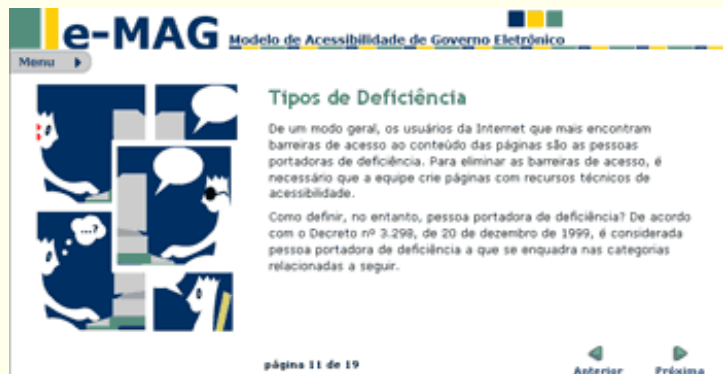 e-MAG Modelo de Acessibilidade de Governo Eletrônico
Menu
Tipos de Deficiência
De um modo geral, os usuários da Internet que mais encontram
barreiras de acesso ao conteúdo das páginas são as pessoas
portadoras de deficiência. Para eliminar as barreiras de acesso, é
necessário que a equipe crie páginas com recursos técnicos de
acessibilidade.
Como definir, no entanto, pessoa portadora de deficiência? De acordo
com o Decreto nº 3.298, de 20 de dezembro de 1999, é considerada
pessoa portadora de deficiência a que se enquadra nas categorias
relacionadas a seguir.
...?
página 11 de 19
Anterior Próxima